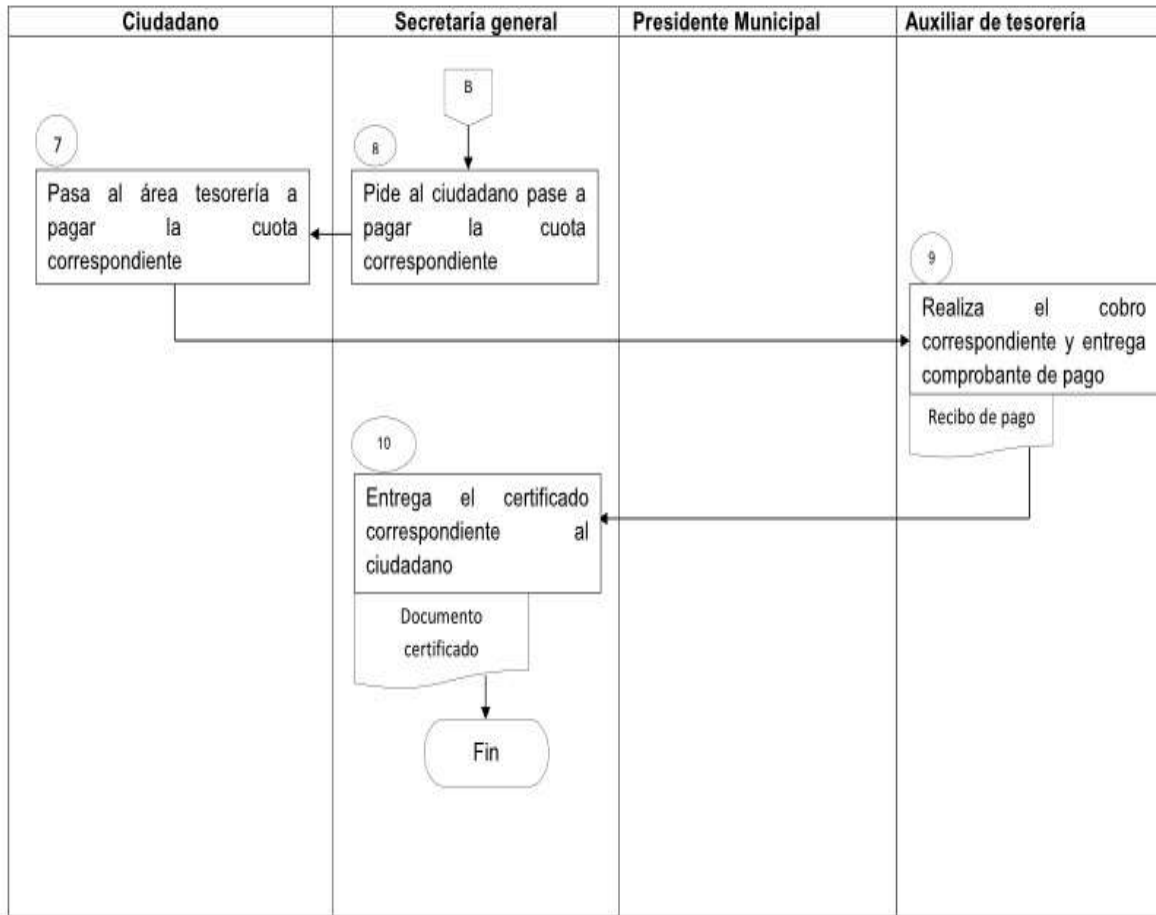 Ciudadano
Secretaría general
Presidente Municipal
Auxiliar de tesorería
B
7
8
Pasa al área tesorería a
pagar la cuota
correspondiente
Pide al ciudadano pase a
pagar la cuota
correspondiente
9
Realiza el cobro
correspondiente y entrega
comprobante de pago
Recibo de pago
10
Entrega el certificado
correspondiente al
ciudadano
Documento
certificado
Fin